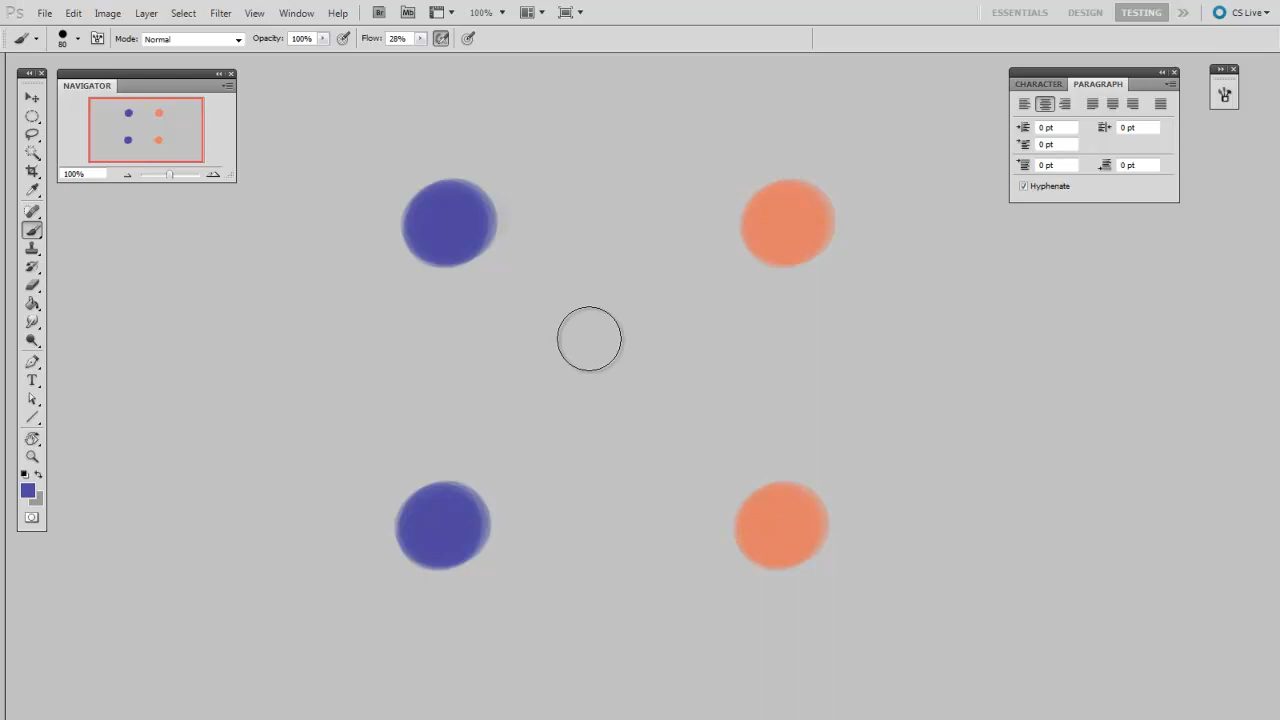 Ps File Edit Image Layer Select Filter View Window Help Br Mb 100% ESSENTIALS DESIGN TESTING CS Live
80 Mode: Normal Opacity: 100% Flow: 28%
NAVIGATOR
100%
CHARACTER PARAGRAPH
0 pt 0 pt
0 pt
0 pt 0 pt
Hyphenate
T